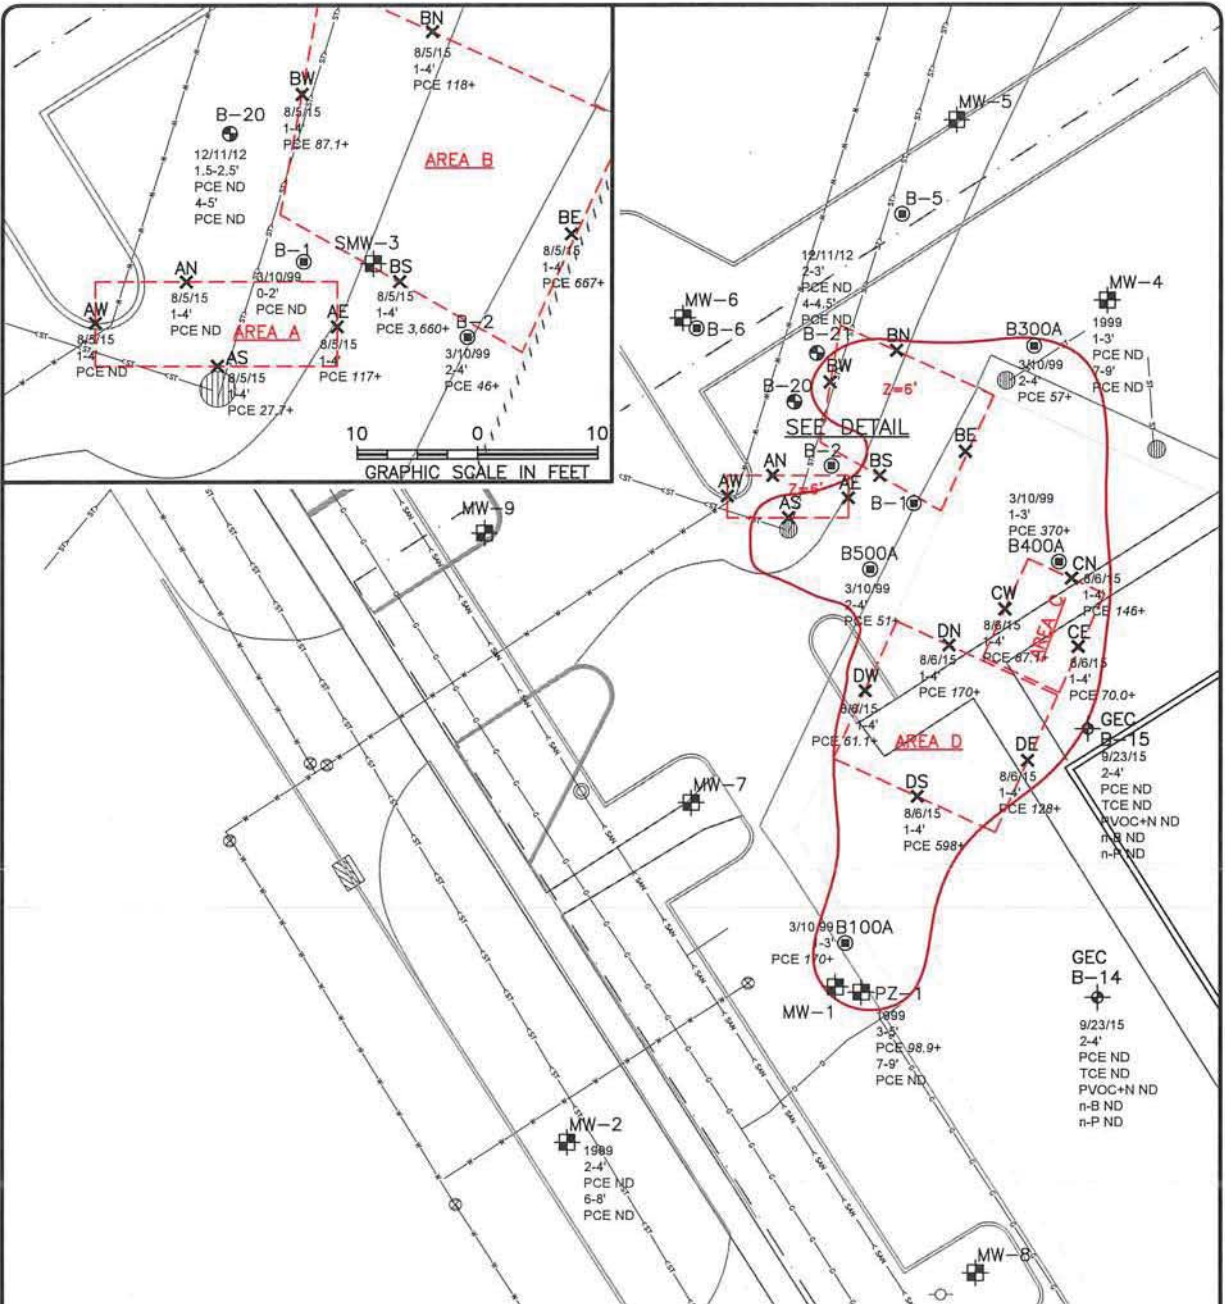 BN
8/5/15
1-4'
PCE 118+
BW
8/5/15
1-4'
PCE 87.1+
B-20
12/11/12
1.5-2.5'
PCE ND
4-5'
PCE ND
AREA B
BE
8/5/15
1-4'
PCE 667+
B-1
3/10/99
0-2'
PCE ND
SMW-3
BS
8/5/15
1-4'
PCE 3,660+
B-2
3/10/99
2-4'
PCE 46+
AN
8/5/15
1-4'
PCE ND
AREA A
AW
8/5/15
1-4'
PCE ND
AE
8/5/15
1-4'
PCE 117+
AS
8/5/15
1-4'
PCE 27.7+
10 0 10
GRAPHIC SCALE IN FEET
MW-5
B-5
12/11/12
2-3'
PCE ND
4-4.5'
PCE ND
MW-6
B-6
MW-4
1999
1-3'
PCE ND
7-9'
PCE ND
B-21
BN
B300A
3/10/99
2-4'
PCE 57+
BW
Z=6'
B-20
SEE DETAIL
BE
B-2
BS
AN
AW
Z=6'
AE
AS
B-1
3/10/99
1-3'
PCE 370+
B400A
MW-9
B500A
3/10/99
2-4'
PCE 51+
CN
8/6/15
1-4'
PCE 146+
CW
8/6/15
1-4'
PCE 67.1+
AREA C
CE
8/6/15
1-4'
PCE 70.0+
DN
8/6/15
1-4'
PCE 170+
DW
8/6/15
1-4'
PCE 61.1+
AREA D
DE
8/6/15
1-4'
PCE 128+
DS
8/6/15
1-4'
PCE 598+
GEC
B-15
9/23/15
2-4'
PCE ND
TCE ND
PVOC+N ND
n-B ND
n-P ND
MW-7
3/10/99
B100A
1-3'
PCE 170+
MW-1
PZ-1
1999
3-5'
PCE 98.9+
7-9'
PCE ND
GEC
B-14
9/23/15
2-4'
PCE ND
TCE ND
PVOC+N ND
n-B ND
n-P ND
MW-2
1999
2-4'
PCE ND
6-8'
PCE ND
MW-8